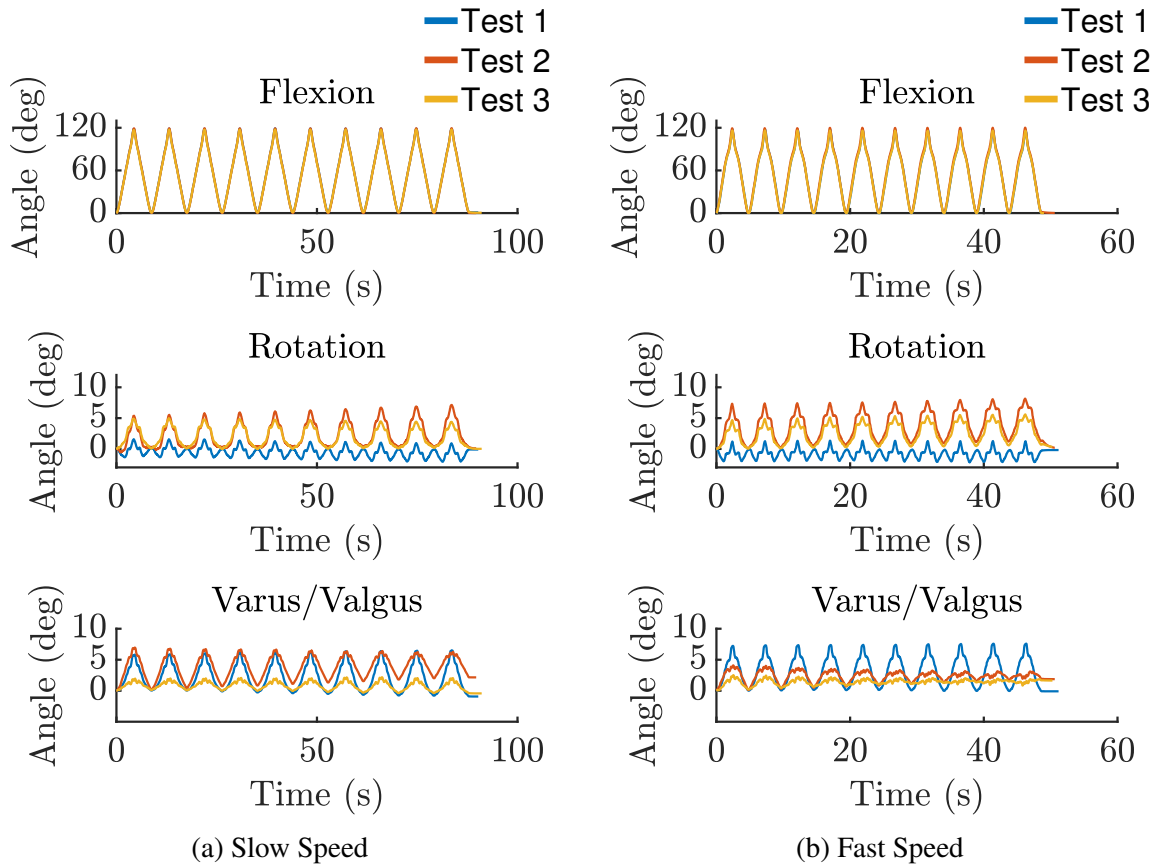 Test 1
Test 2
Test 3
Flexion
Angle (deg)
120
60
0
0 50 100
Time (s)
Rotation
Angle (deg)
10
5
0
0 50 100
Time (s)
Varus/Valgus
Angle (deg)
10
5
0
0 50 100
Time (s)
(a) Slow Speed
Test 1
Test 2
Test 3
Flexion
Angle (deg)
120
60
0
0 20 40 60
Time (s)
Rotation
Angle (deg)
10
5
0
0 20 40 60
Time (s)
Varus/Valgus
Angle (deg)
10
5
0
0 20 40 60
Time (s)
(b) Fast Speed